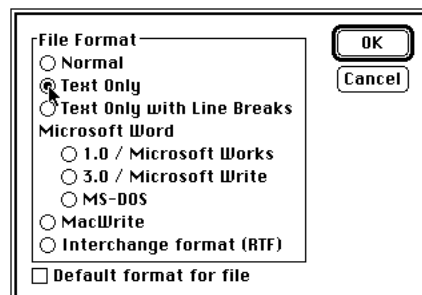 File Format
Normal
Text Only
Text Only with Line Breaks
Microsoft Word
1.0 / Microsoft Works
3.0 / Microsoft Write
MS-DOS
MacWrite
Interchange format (RTF)
Default format for file
OK
Cancel